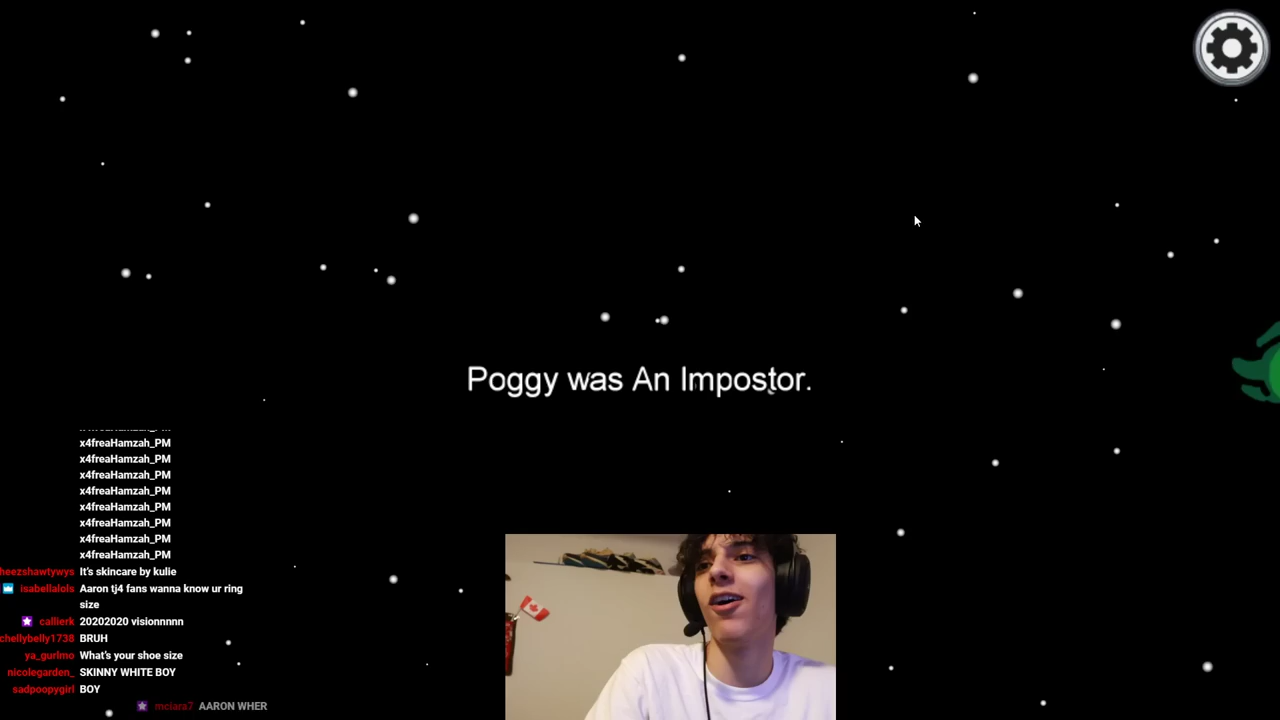 Poggy was An Impostor.
x4freaHamzah_PM
x4freaHamzah_PM
x4freaHamzah_PM
x4freaHamzah_PM
x4freaHamzah_PM
x4freaHamzah_PM
x4freaHamzah_PM
x4freaHamzah_PM
heezshawtywys It's skincare by kulie
isabellalols Aaron tj4 fans wanna know ur ring
size
callierk 20202020 visionnnnn
chellybelly1738 BRUH
ya_gurlmo What's your shoe size
nicolegarden_ SKINNY WHITE BOY
sadpoopygirl BOY
mciara7 AARON WHER